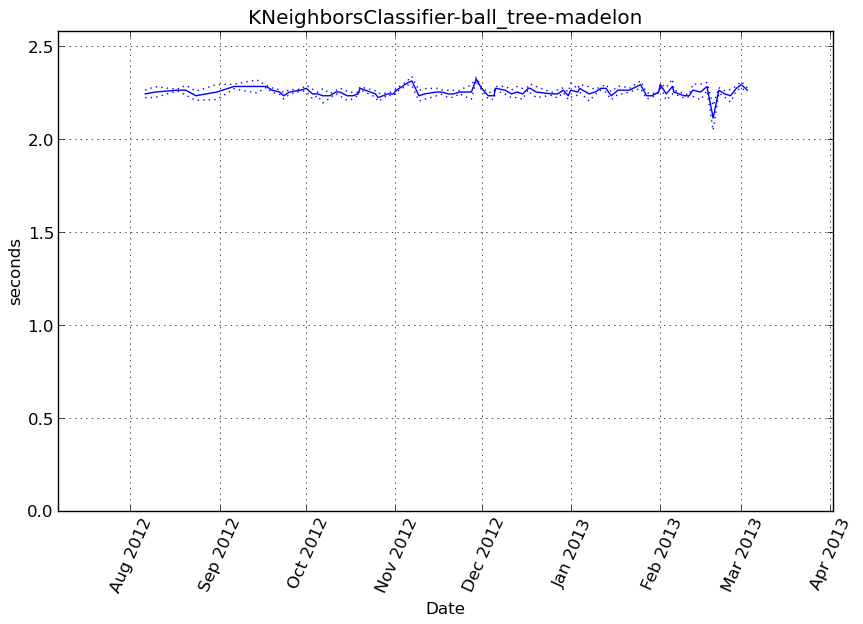 KNeighborsClassifier-ball_tree-madelon
2.5
2.0
1.5
1.0
0.5
0.0
seconds
Aug 2012
Sep 2012
Oct 2012
Nov 2012
Dec 2012
Jan 2013
Feb 2013
Mar 2013
Apr 2013
Date